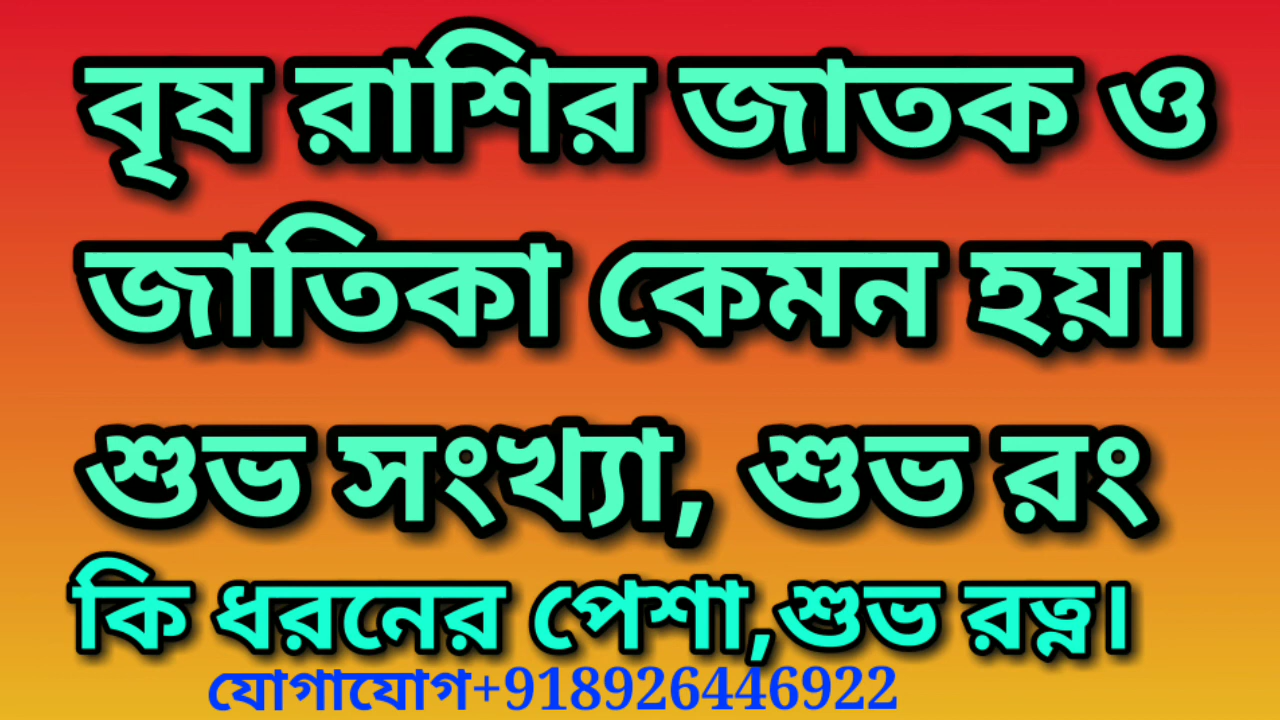 বৃষ রাশির জাতক ও
জাতিকা কেমন হয়।
শুভ সংখ্যা, শুভ রং
কি ধরনের পেশা,শুভ রত্ন।
যোগাযোগ+918926446922